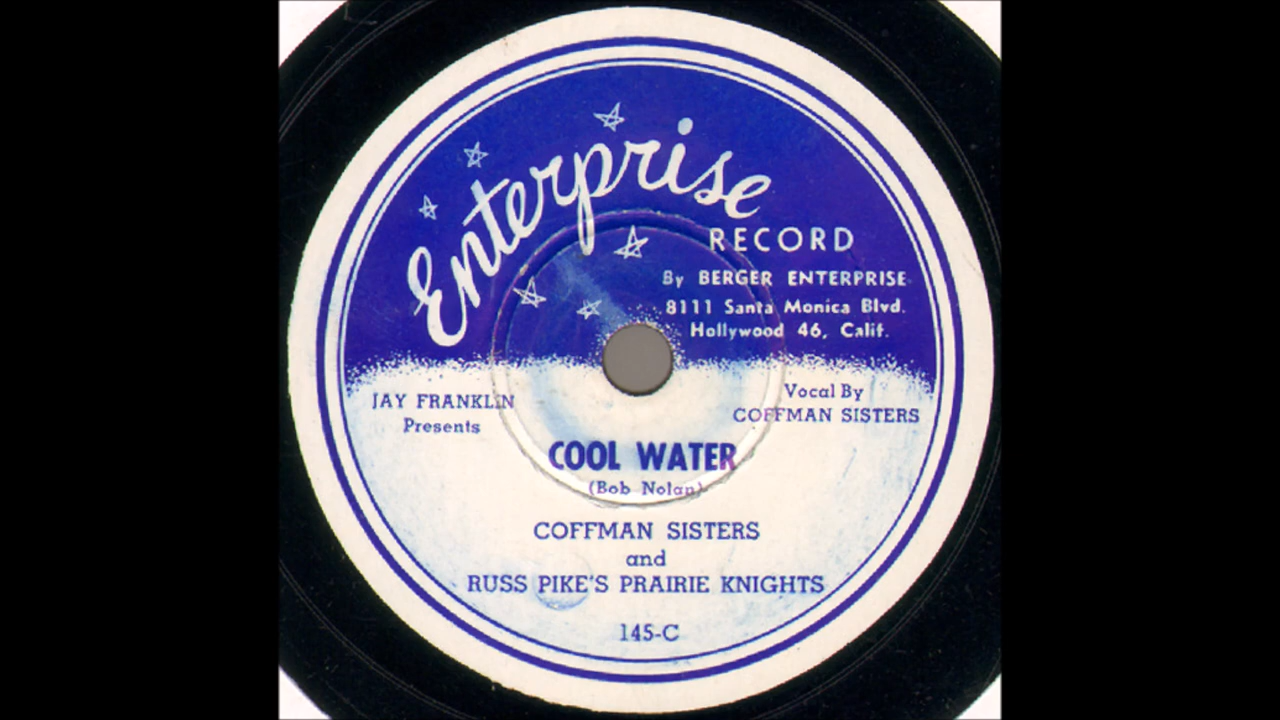 Enterprise
RECORD
By BERGER ENTERPRISE
8111 Santa Monica Blvd.
Hollywood 46, Calif.
JAY FRANKLIN
Presents
Vocal By
COFFMAN SISTERS
COOL WATER
(Bob Nolan)
COFFMAN SISTERS
and
RUSS PIKE'S PRAIRIE KNIGHTS
145-C